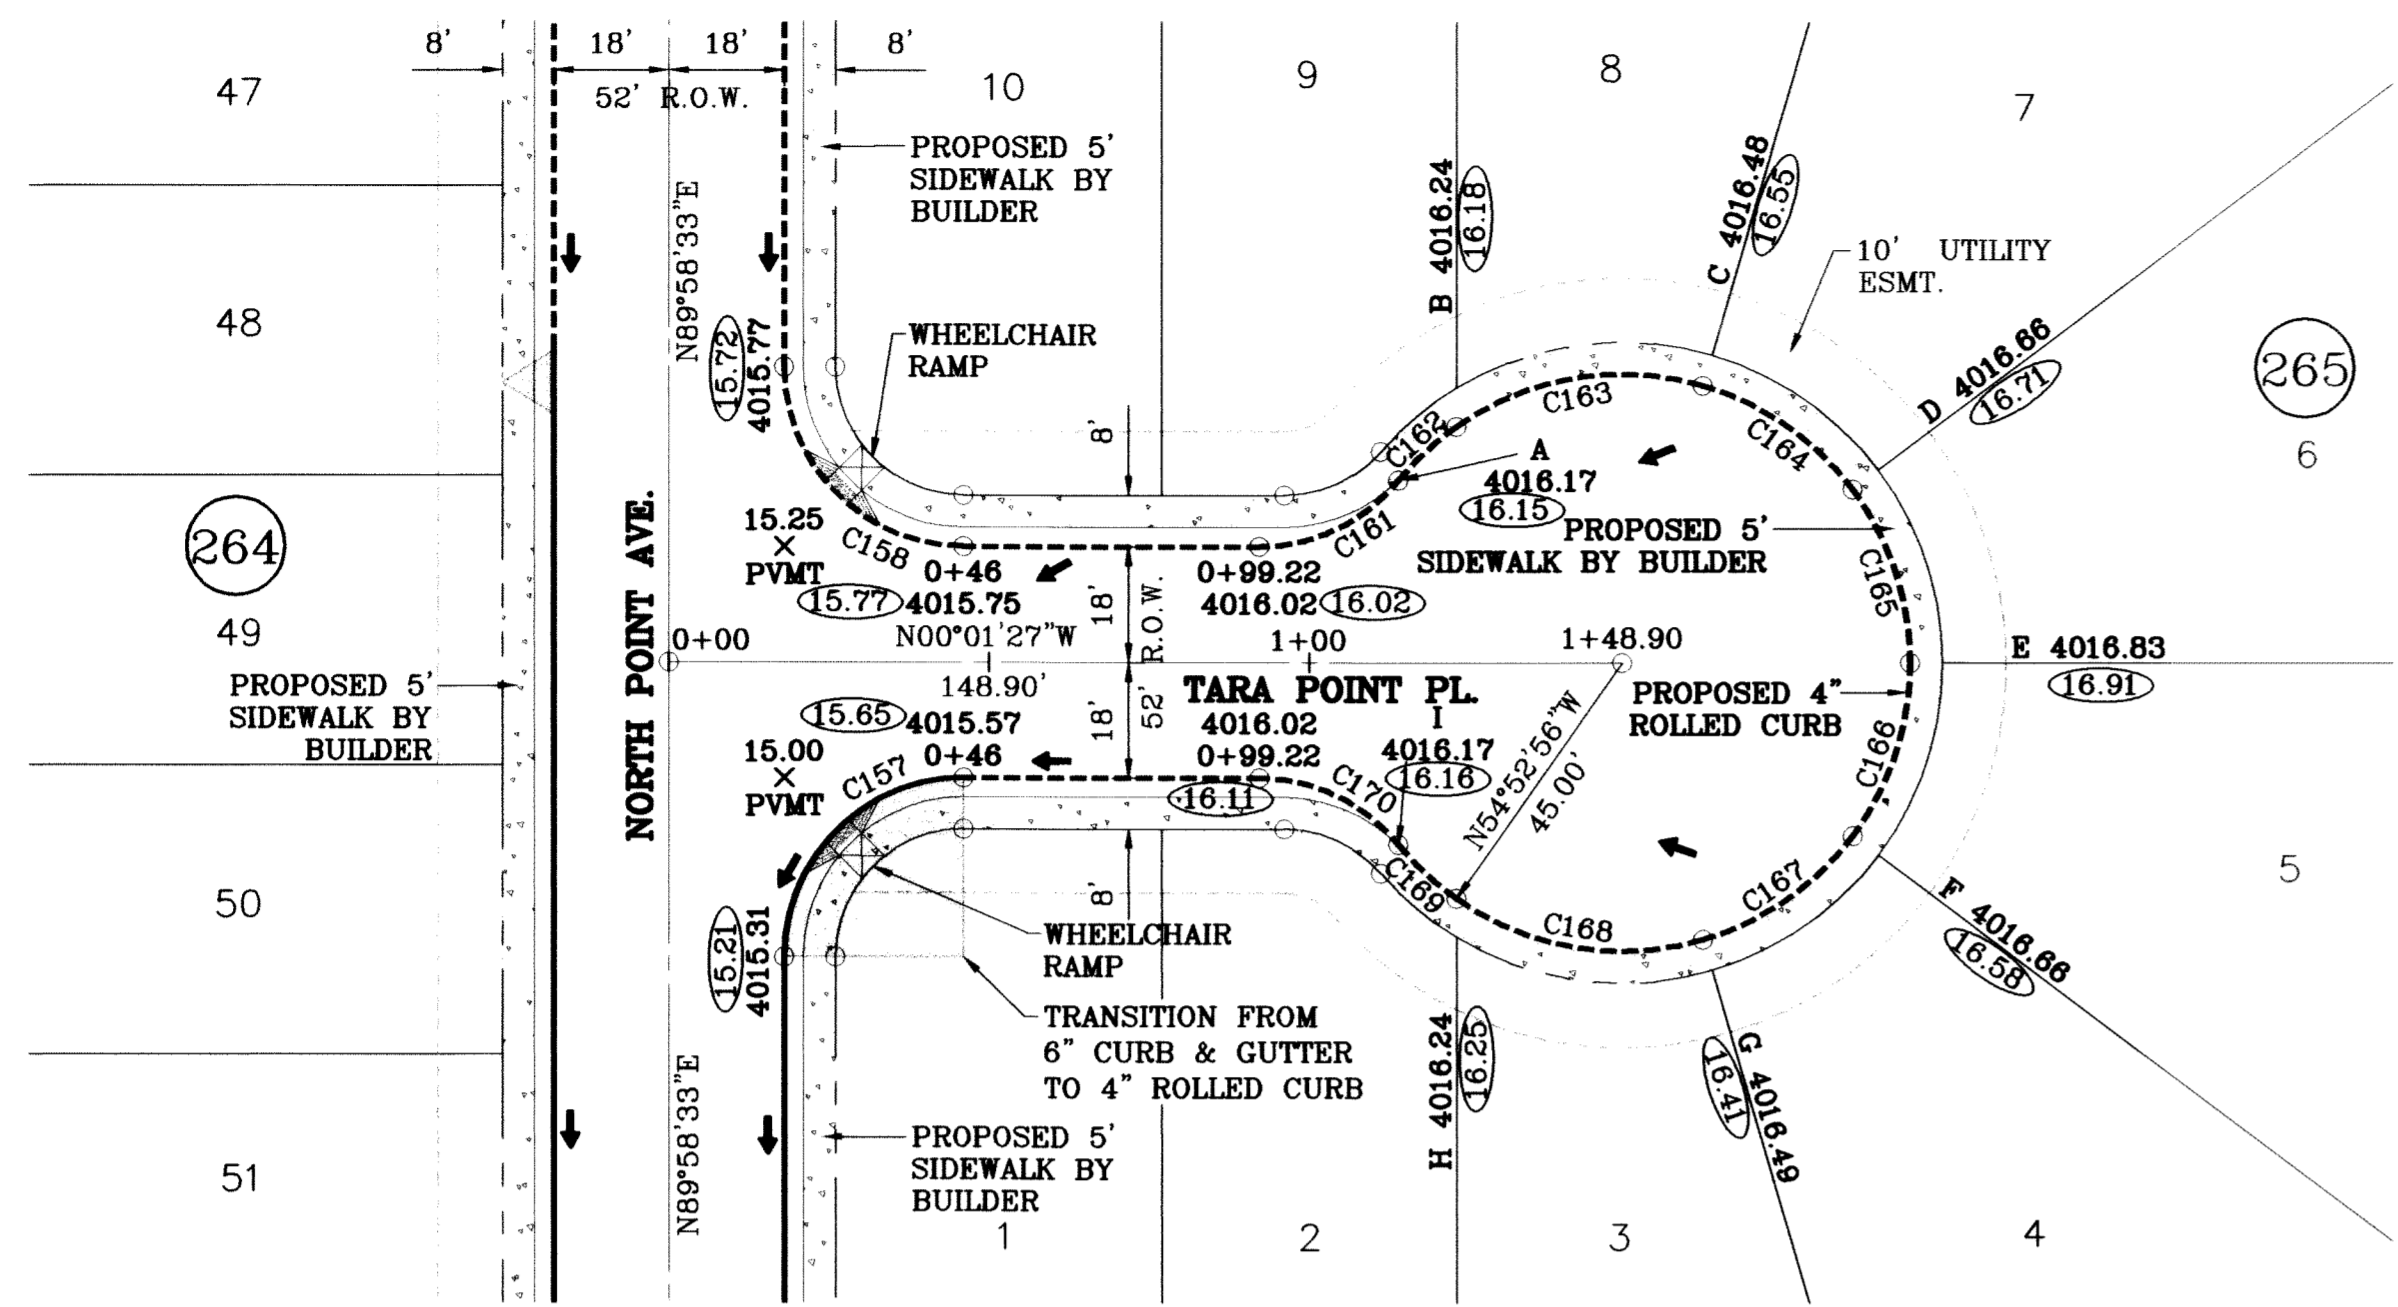 8' 18' 18' 8'
52' R.O.W.
47
10
9
8
7
PROPOSED 5'
SIDEWALK BY
BUILDER
N89°58'33"E
B 4016.24
16.18
C 4016.48
16.55
10' UTILITY
ESMT.
D 4016.66
16.71
265
6
48
15.72
4015.77
WHEELCHAIR
RAMP
8'
C162
C163
C164
A
4016.17
16.15
PROPOSED 5'
SIDEWALK BY BUILDER
C165
264
49
NORTH POINT AVE.
15.25
PVMT
C158
0+46
15.77
4015.75
C161
0+99.22
4016.02
16.02
18'
R.O.W.
0+00
N00°01'27"W
1+00
1+48.90
E 4016.83
16.91
148.90'
TARA POINT PL.
PROPOSED 4"
ROLLED CURB
PROPOSED 5'
SIDEWALK BY
BUILDER
15.65
4015.57
0+46
18'
52'
4016.02
0+99.22
I
4016.17
16.16
N54°52'56"W
45.00'
C166
15.00
PVMT
C157
16.11
C170
C169
C168
C167
F 4016.66
16.58
5
50
15.21
4015.31
8'
WHEELCHAIR
RAMP
TRANSITION FROM
6" CURB & GUTTER
TO 4" ROLLED CURB
H 4016.24
16.25
G 4016.49
16.41
N89°58'33"E
PROPOSED 5'
SIDEWALK BY
BUILDER
51
1
2
3
4